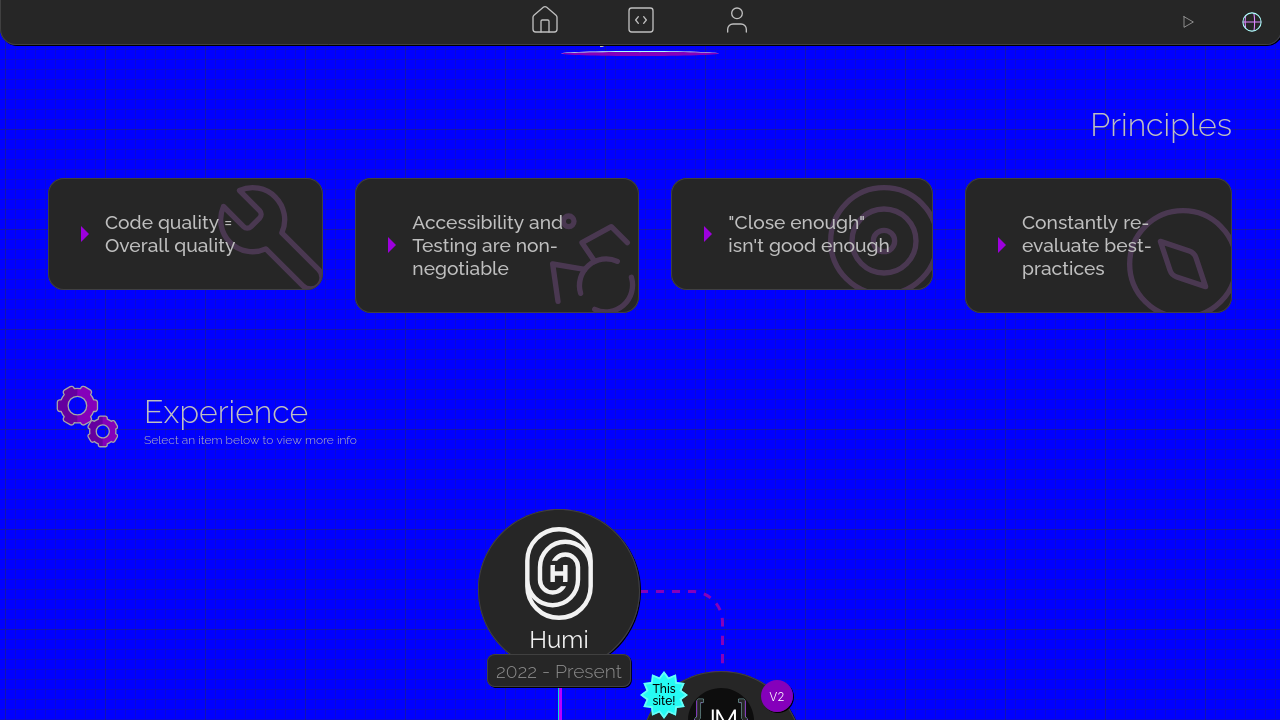 Principles
Code quality =
Overall quality
Accessibility and
Testing are non-
negotiable
"Close enough"
isn't good enough
Constantly re-
evaluate best-
practices
Experience
Select an item below to view more info
H
Humi
2022 - Present
This
site!
JM
V2